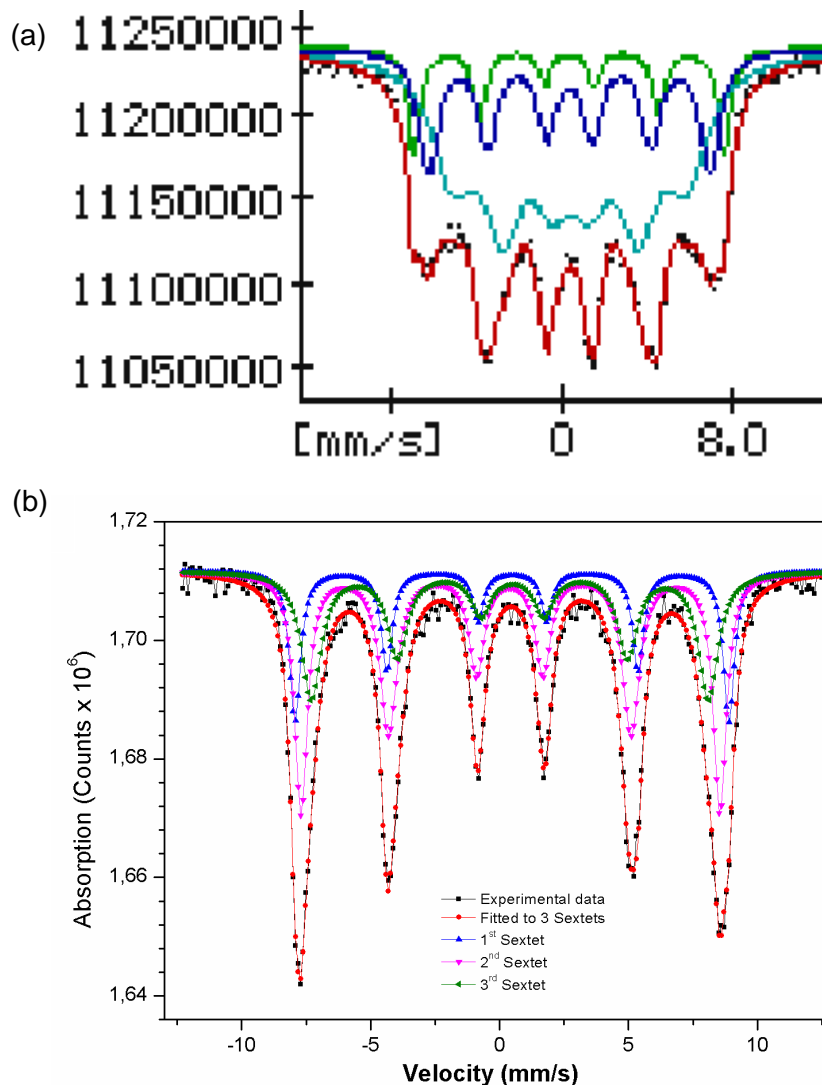 (a)
11250000
11200000
11150000
11100000
11050000
[mm/s] 0 8.0
(b)
1,72
1,70
1,68
1,66
1,64
Absorption (Counts x 10⁶)
Experimental data
Fitted to 3 Sextets
1st Sextet
2nd Sextet
3rd Sextet
-10 -5 0 5 10
Velocity (mm/s)